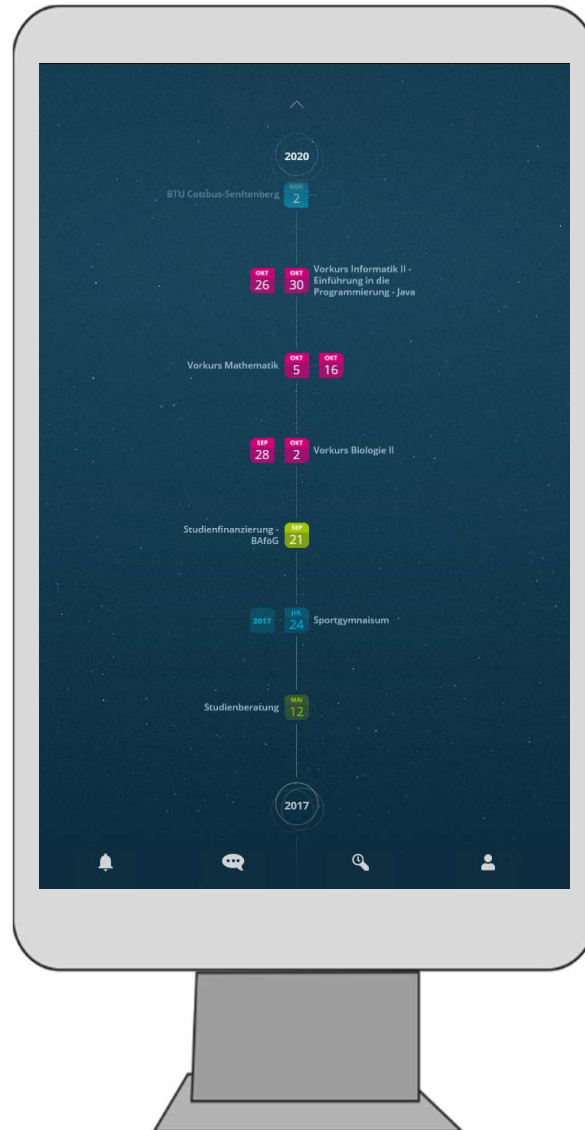 2020
BTU Cottbus-Senftenberg
NOV
2
OKT
26
OKT
30
Vorkurs Informatik II -
Einführung in die
Programmierung - Java
Vorkurs Mathematik
OKT
5
OKT
16
SEP
28
OKT
2
Vorkurs Biologie II
Studienfinanzierung -
BAföG
SEP
21
2017
JUL
24
Sportgymnaisum
Studienberatung
MAI
12
2017